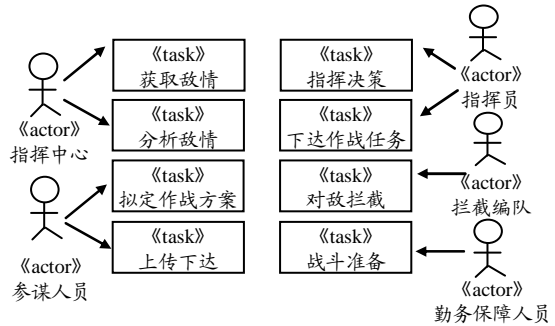 《task》
获取敌情
《task》
指挥决策
《actor》
指挥中心
《actor》
指挥员
《task》
分析敌情
《task》
下达作战任务
《task》
拟定作战方案
《task》
对敌拦截
《actor》
拦截编队
《actor》
参谋人员
《task》
上传下达
《task》
战斗准备
《actor》
勤务保障人员